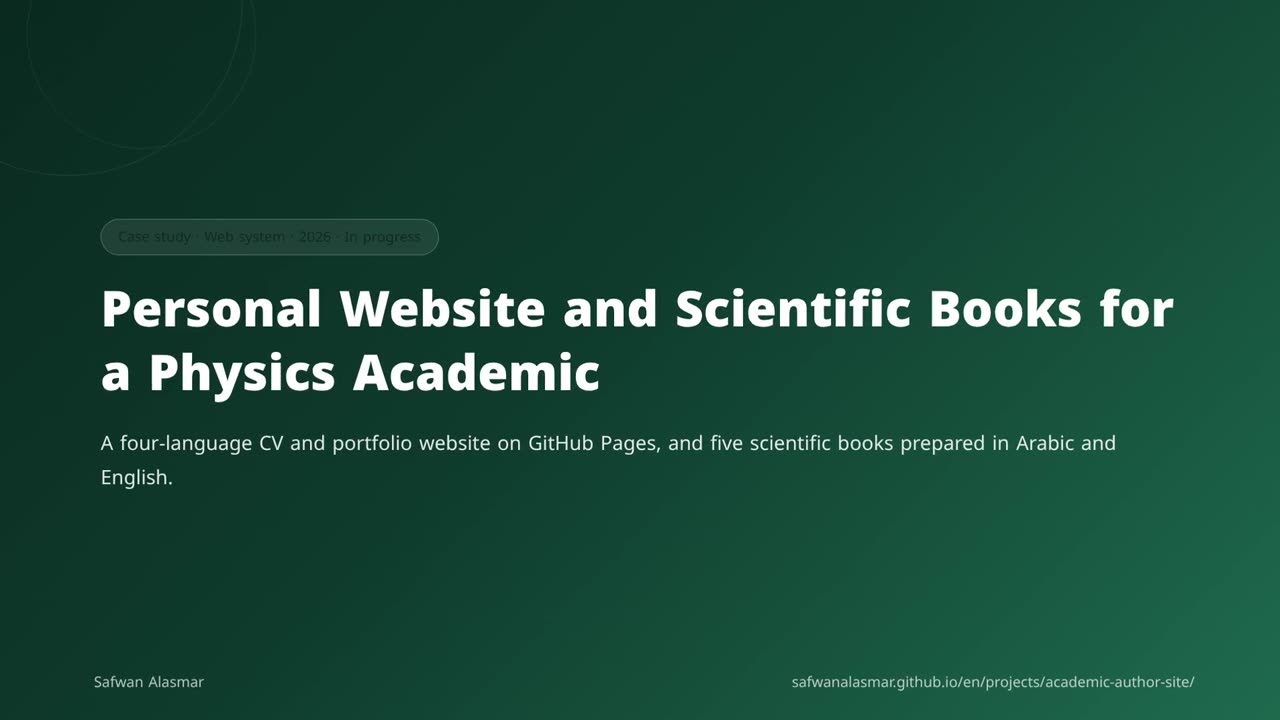 Case study · Web system · 2026 · In progress
Personal Website and Scientific Books for
a Physics Academic
A four-language CV and portfolio website on GitHub Pages, and five scientific books prepared in Arabic and
English.
Safwan Alasmar
safwanalasmar.github.io/en/projects/academic-author-site/